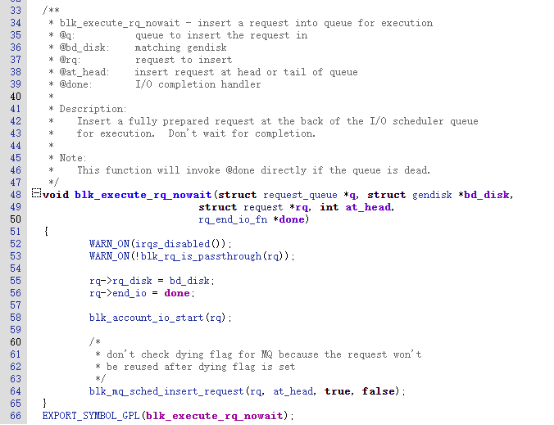 33 /**
34 * blk_execute_rq_nowait - insert a request into queue for execution
35 * @q: queue to insert the request in
36 * @bd_disk: matching gendisk
37 * @rq: request to insert
38 * @at_head: insert request at head or tail of queue
39 * @done: I/O completion handler
40 *
41 * Description:
42 * Insert a fully prepared request at the back of the I/O scheduler queue
43 * for execution. Don't wait for completion.
44 *
45 * Note:
46 * This function will invoke @done directly if the queue is dead.
47 */
48 void blk_execute_rq_nowait(struct request_queue *q, struct gendisk *bd_disk,
49 struct request *rq, int at_head,
50 rq_end_io_fn *done)
51 {
52 WARN_ON(irqs_disabled());
53 WARN_ON(!blk_rq_is_passthrough(rq));
54
55 rq->rq_disk = bd_disk;
56 rq->end_io = done;
57
58 blk_account_io_start(rq);
59
60 /*
61 * don't check dying flag for MQ because the request won't
62 * be reused after dying flag is set
63 */
64 blk_mq_sched_insert_request(rq, at_head, true, false);
65 }
66 EXPORT_SYMBOL_GPL(blk_execute_rq_nowait);